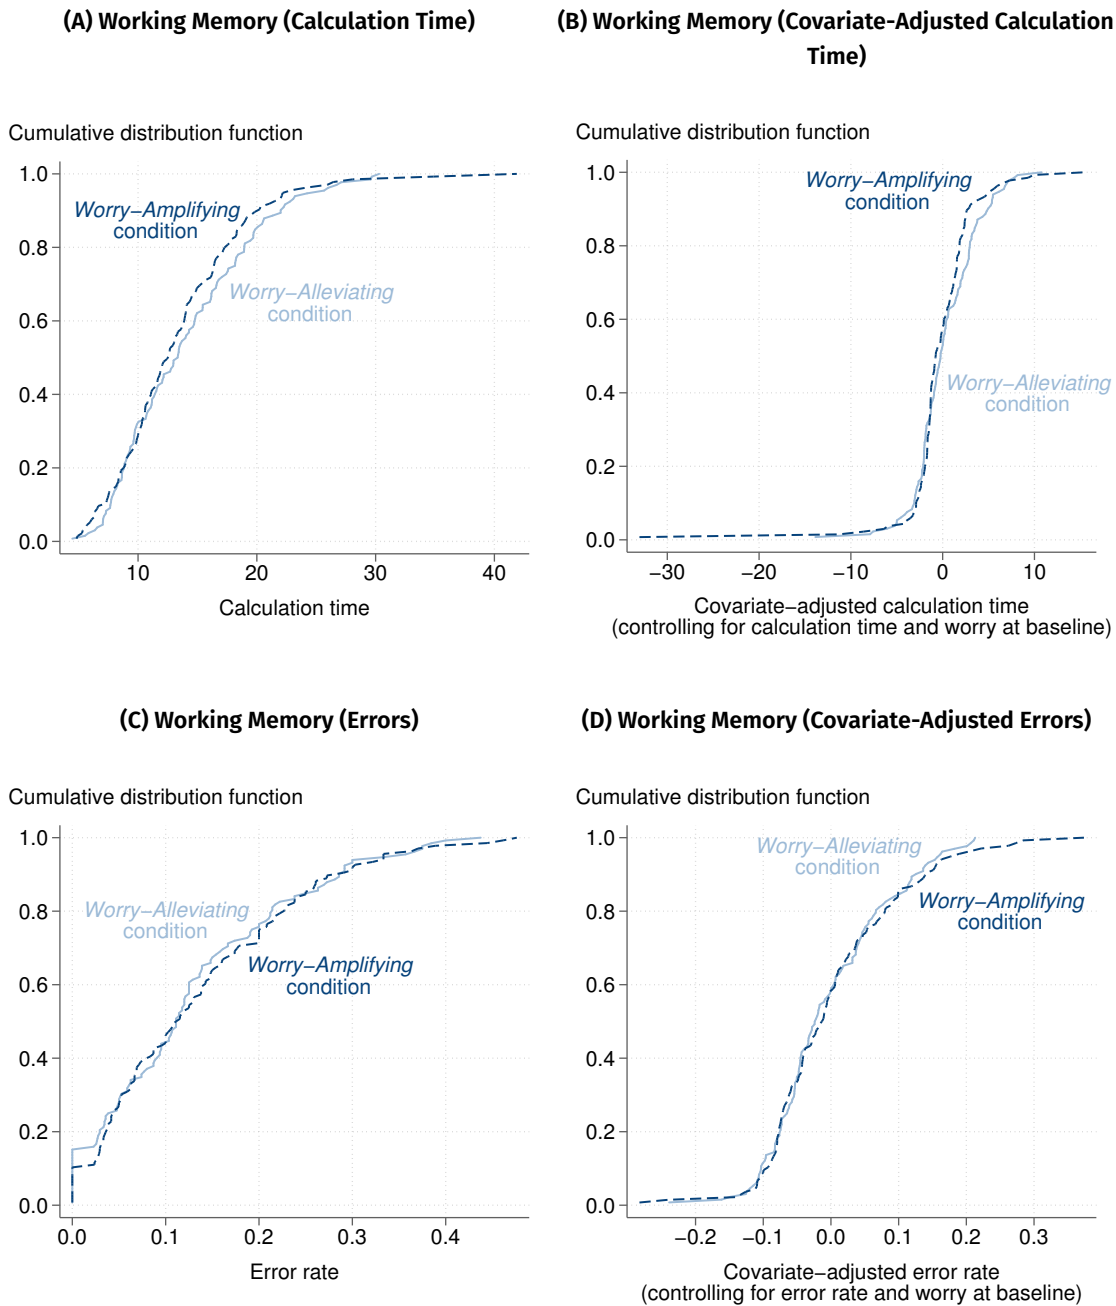 (A) Working Memory (Calculation Time)
Cumulative distribution function
1.0
0.8
0.6
0.4
0.2
0.0
Worry−Amplifying
condition
Worry−Alleviating
condition
10
20
30
40
Calculation time
(B) Working Memory (Covariate-Adjusted Calculation
Time)
Cumulative distribution function
1.0
0.8
0.6
0.4
0.2
0.0
Worry−Amplifying
condition
Worry−Alleviating
condition
−30
−20
−10
0
10
Covariate−adjusted calculation time
(controlling for calculation time and worry at baseline)
(C) Working Memory (Errors)
Cumulative distribution function
1.0
0.8
0.6
0.4
0.2
0.0
Worry−Alleviating
condition
Worry−Amplifying
condition
0.0
0.1
0.2
0.3
0.4
Error rate
(D) Working Memory (Covariate-Adjusted Errors)
Cumulative distribution function
1.0
0.8
0.6
0.4
0.2
0.0
Worry−Alleviating
condition
Worry−Amplifying
condition
−0.2
−0.1
0.0
0.1
0.2
0.3
Covariate−adjusted error rate
(controlling for error rate and worry at baseline)